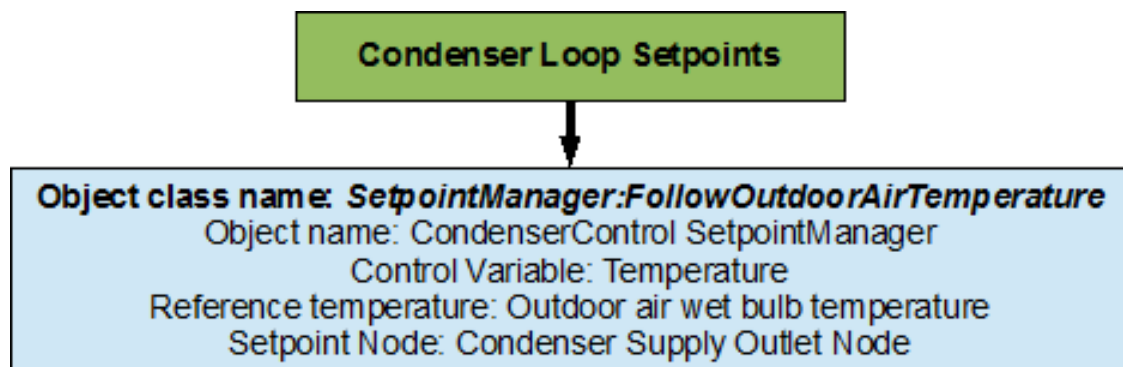 Condenser Loop Setpoints
Object class name: SetpointManager:FollowOutdoorAirTemperature
Object name: CondenserControl SetpointManager
Control Variable: Temperature
Reference temperature: Outdoor air wet bulb temperature
Setpoint Node: Condenser Supply Outlet Node